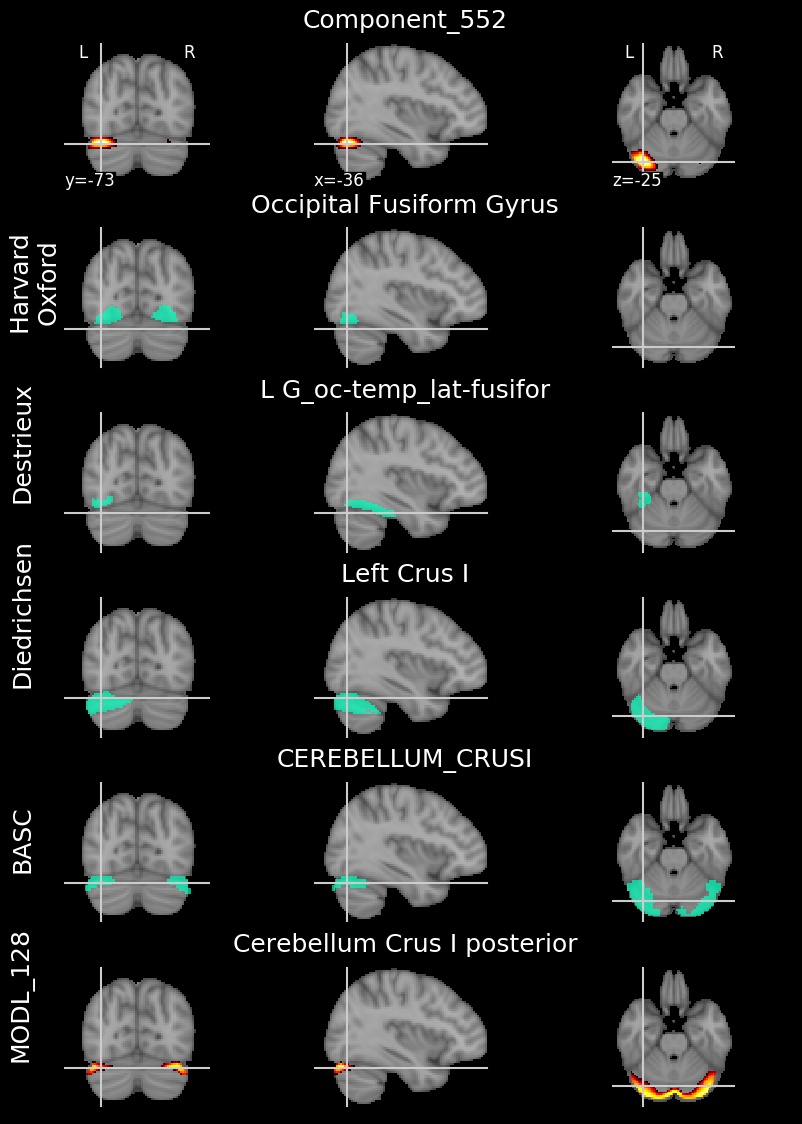 Component_552
L R L R
y=-73 x=-36 z=-25
Occipital Fusiform Gyrus
Harvard
Oxford
L G_oc-temp_lat-fusifor
Destrieux
Left Crus I
Diedrichsen
CEREBELLUM_CRUSI
BASC
Cerebellum Crus I posterior
MODL_128